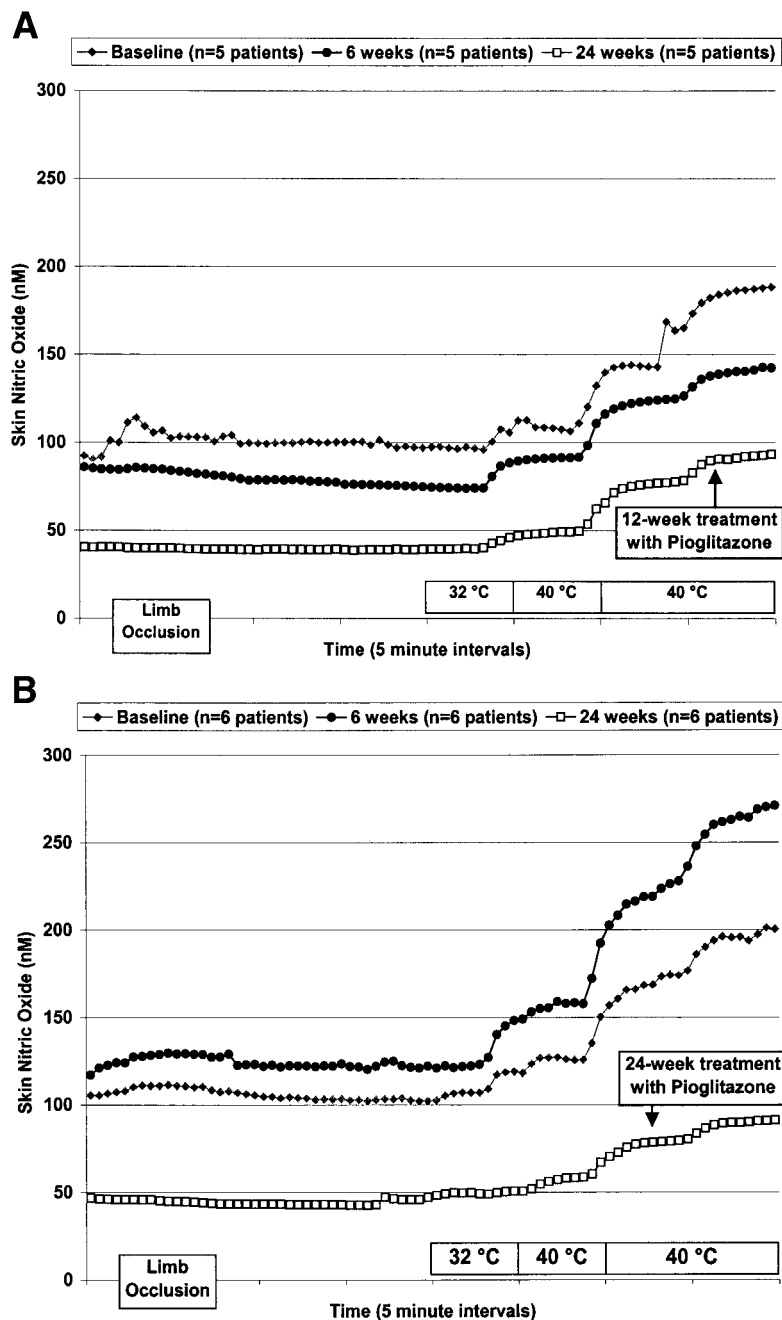 A
Baseline (n=5 patients) 6 weeks (n=5 patients) 24 weeks (n=5 patients)
300
250
200
150
100
50
0
Skin Nitric Oxide (nM)
12-week treatment
with Pioglitazone
32 °C 40 °C 40 °C
Limb
Occlusion
Time (5 minute intervals)
B
Baseline (n=6 patients) 6 weeks (n=6 patients) 24 weeks (n=6 patients)
300
250
200
150
100
50
0
Skin Nitric Oxide (nM)
24-week treatment
with Pioglitazone
32 °C 40 °C 40 °C
Limb
Occlusion
Time (5 minute intervals)